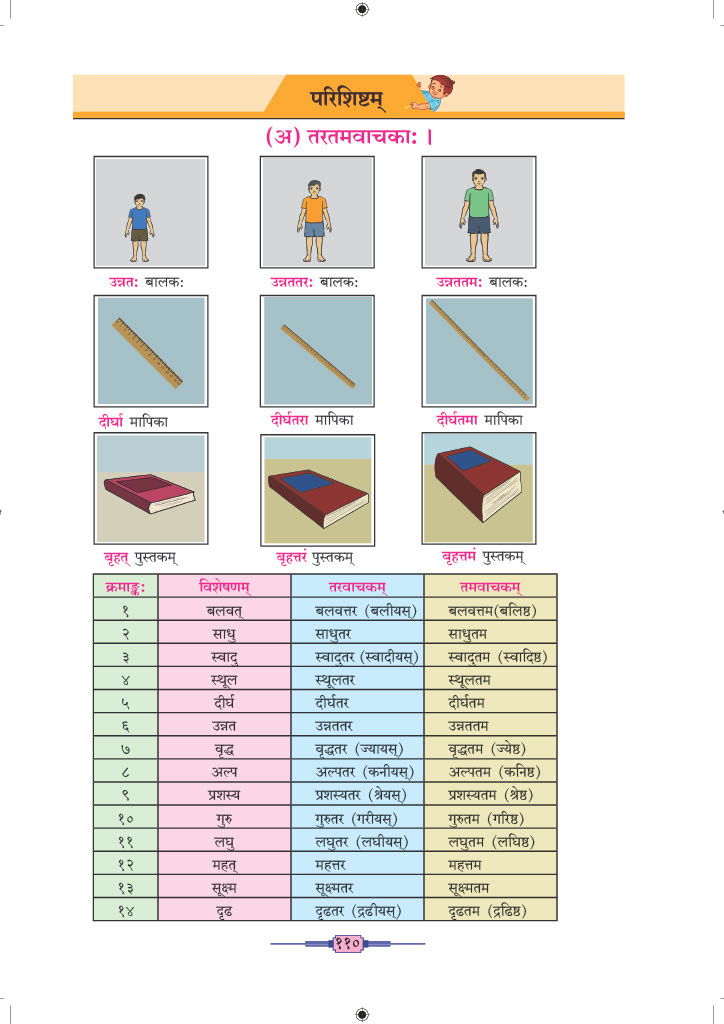 परिशिष्टम्
(अ) तरतमवाचकाः ।
उन्नतः बालकः उन्नततरः बालकः उन्नततमः बालकः
दीर्घा मापिका दीर्घतरा मापिका दीर्घतमा मापिका
बृहत् पुस्तकम् बृहत्तरं पुस्तकम् बृहत्तमं पुस्तकम्
क्रमाङ्कः विशेषणम् तरवाचकम् तमवाचकम्
१ बलवत् बलवत्तर (बलीयस्) बलवत्तम(बलिष्ठ)
२ साधु साधुतर साधुतम
३ स्वादु स्वादुतर (स्वादीयस्) स्वादुतम (स्वादिष्ठ)
४ स्थूल स्थूलतर स्थूलतम
५ दीर्घ दीर्घतर दीर्घतम
६ उन्नत उन्नततर उन्नततम
७ वृद्ध वृद्धतर (ज्यायस्) वृद्धतम (ज्येष्ठ)
८ अल्प अल्पतर (कनीयस्) अल्पतम (कनिष्ठ)
९ प्रशस्य प्रशस्यतर (श्रेयस्) प्रशस्यतम (श्रेष्ठ)
१० गुरु गुरुतर (गरीयस्) गुरुतम (गरिष्ठ)
११ लघु लघुतर (लघीयस्) लघुतम (लघिष्ठ)
१२ महत् महत्तर महत्तम
१३ सूक्ष्म सूक्ष्मतर सूक्ष्मतम
१४ दृढ दृढतर (द्रढीयस्) दृढतम (द्रढिष्ठ)
११०